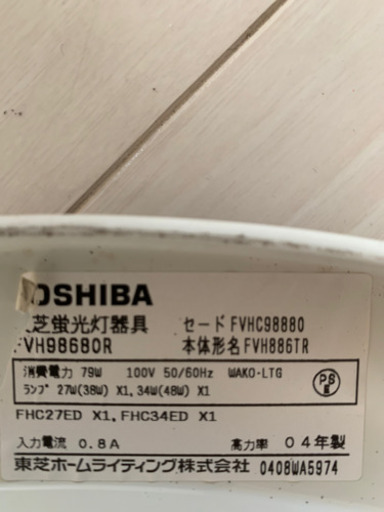 TOSHIBA
芝蛍光灯器具 セード FVHC98880
FVH98680R 本体形名 FVH886TR
消費電力 79W 100V 50/60Hz WAKO・LTG
ランプ 27W(38W) X1, 34W(48W) X1
PS
E
FHC27ED X1, FHC34ED X1
入力電流 0.8A 高力率 04年製
東芝ホームライティング株式会社 0408WA5974